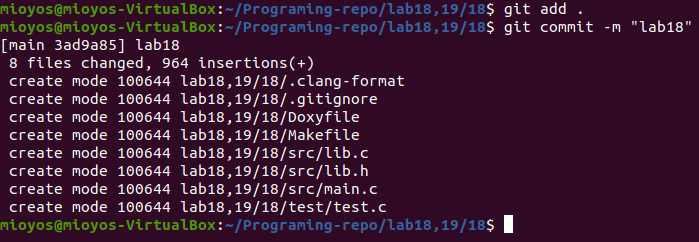 mioyos@mioyos-VirtualBox:~/Programing-repo/lab18,19/18$ git add .
mioyos@mioyos-VirtualBox:~/Programing-repo/lab18,19/18$ git commit -m "lab18"
[main 3ad9a85] lab18
 8 files changed, 964 insertions(+)
 create mode 100644 lab18,19/18/.clang-format
 create mode 100644 lab18,19/18/.gitignore
 create mode 100644 lab18,19/18/Doxyfile
 create mode 100644 lab18,19/18/Makefile
 create mode 100644 lab18,19/18/src/lib.c
 create mode 100644 lab18,19/18/src/lib.h
 create mode 100644 lab18,19/18/src/main.c
 create mode 100644 lab18,19/18/test/test.c
mioyos@mioyos-VirtualBox:~/Programing-repo/lab18,19/18$